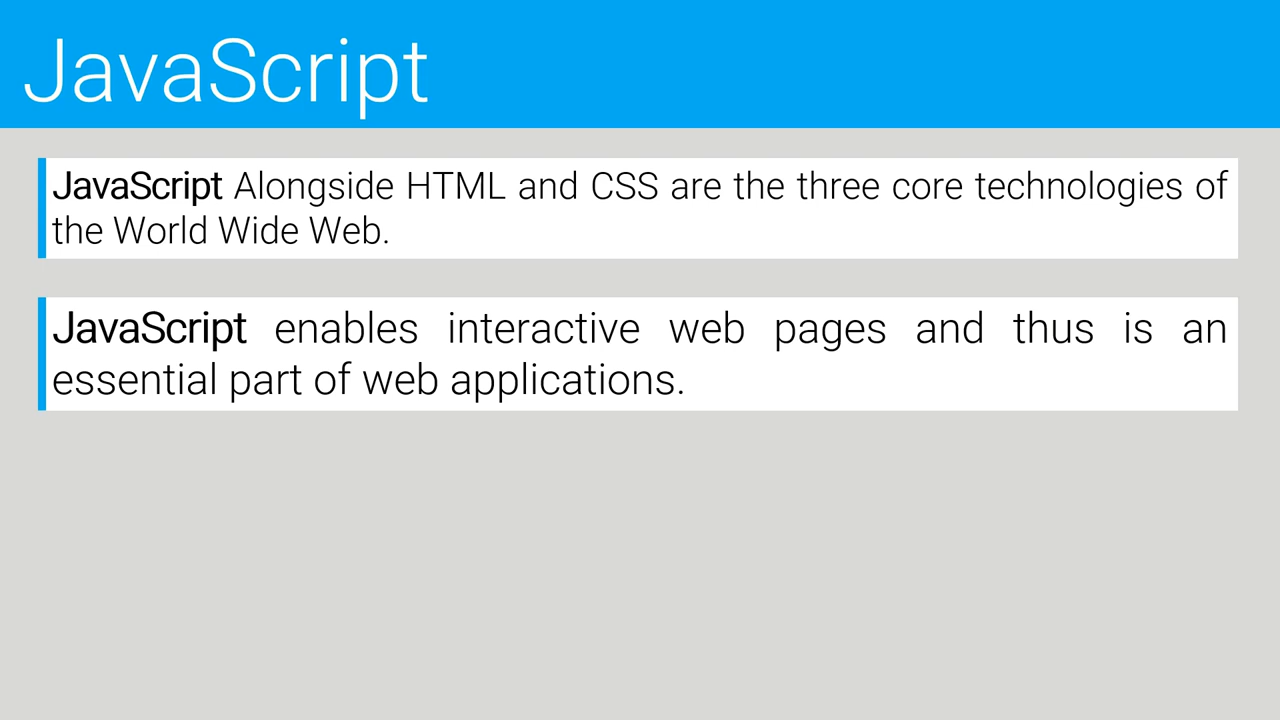 JavaScript
JavaScript Alongside HTML and CSS are the three core technologies of
the World Wide Web.
JavaScript enables interactive web pages and thus is an
essential part of web applications.